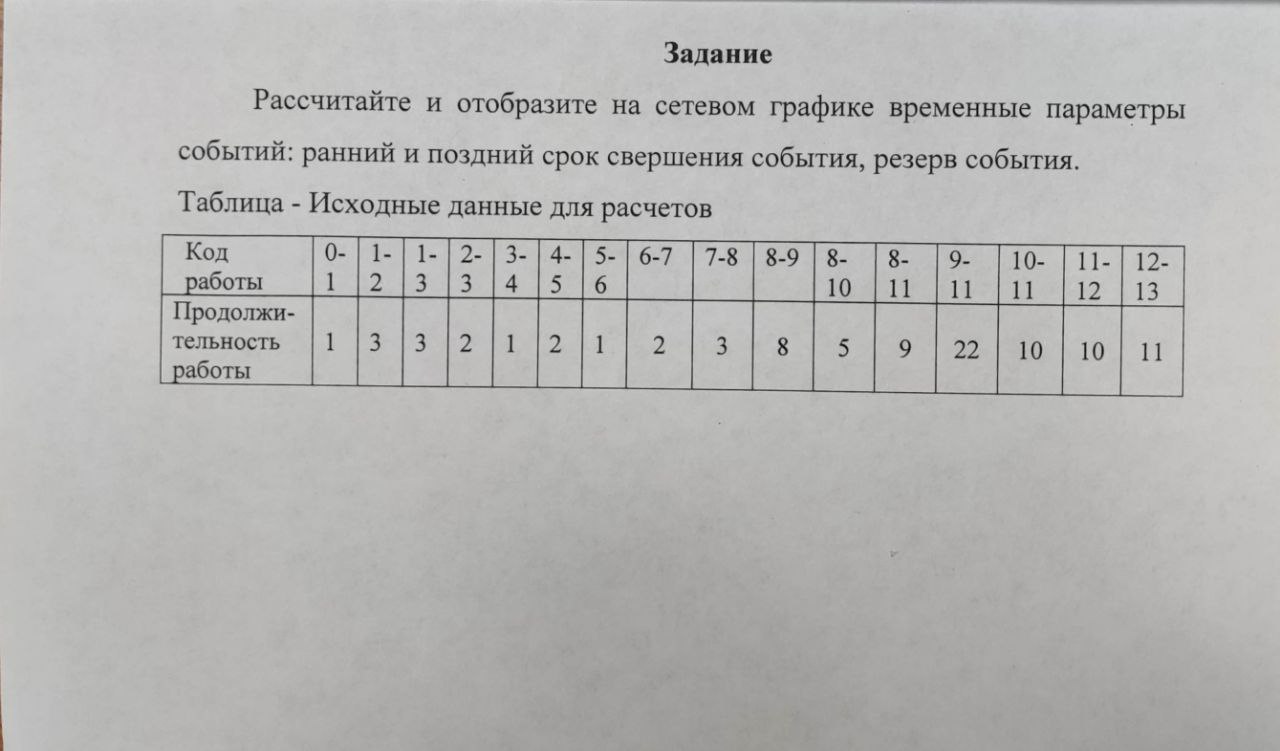 Задание
Рассчитайте и отобразите на сетевом графике временные параметры
событий: ранний и поздний срок свершения события, резерв события.
Таблица - Исходные данные для расчетов
Код работы 0-1 1-2 1-3 2-3 3-4 4-5 5-6 6-7 7-8 8-9 8-10 8-11 9-11 10-11 11-12 12-13
Продолжи-тельность работы 1 3 3 2 1 2 1 2 3 8 5 9 22 10 10 11